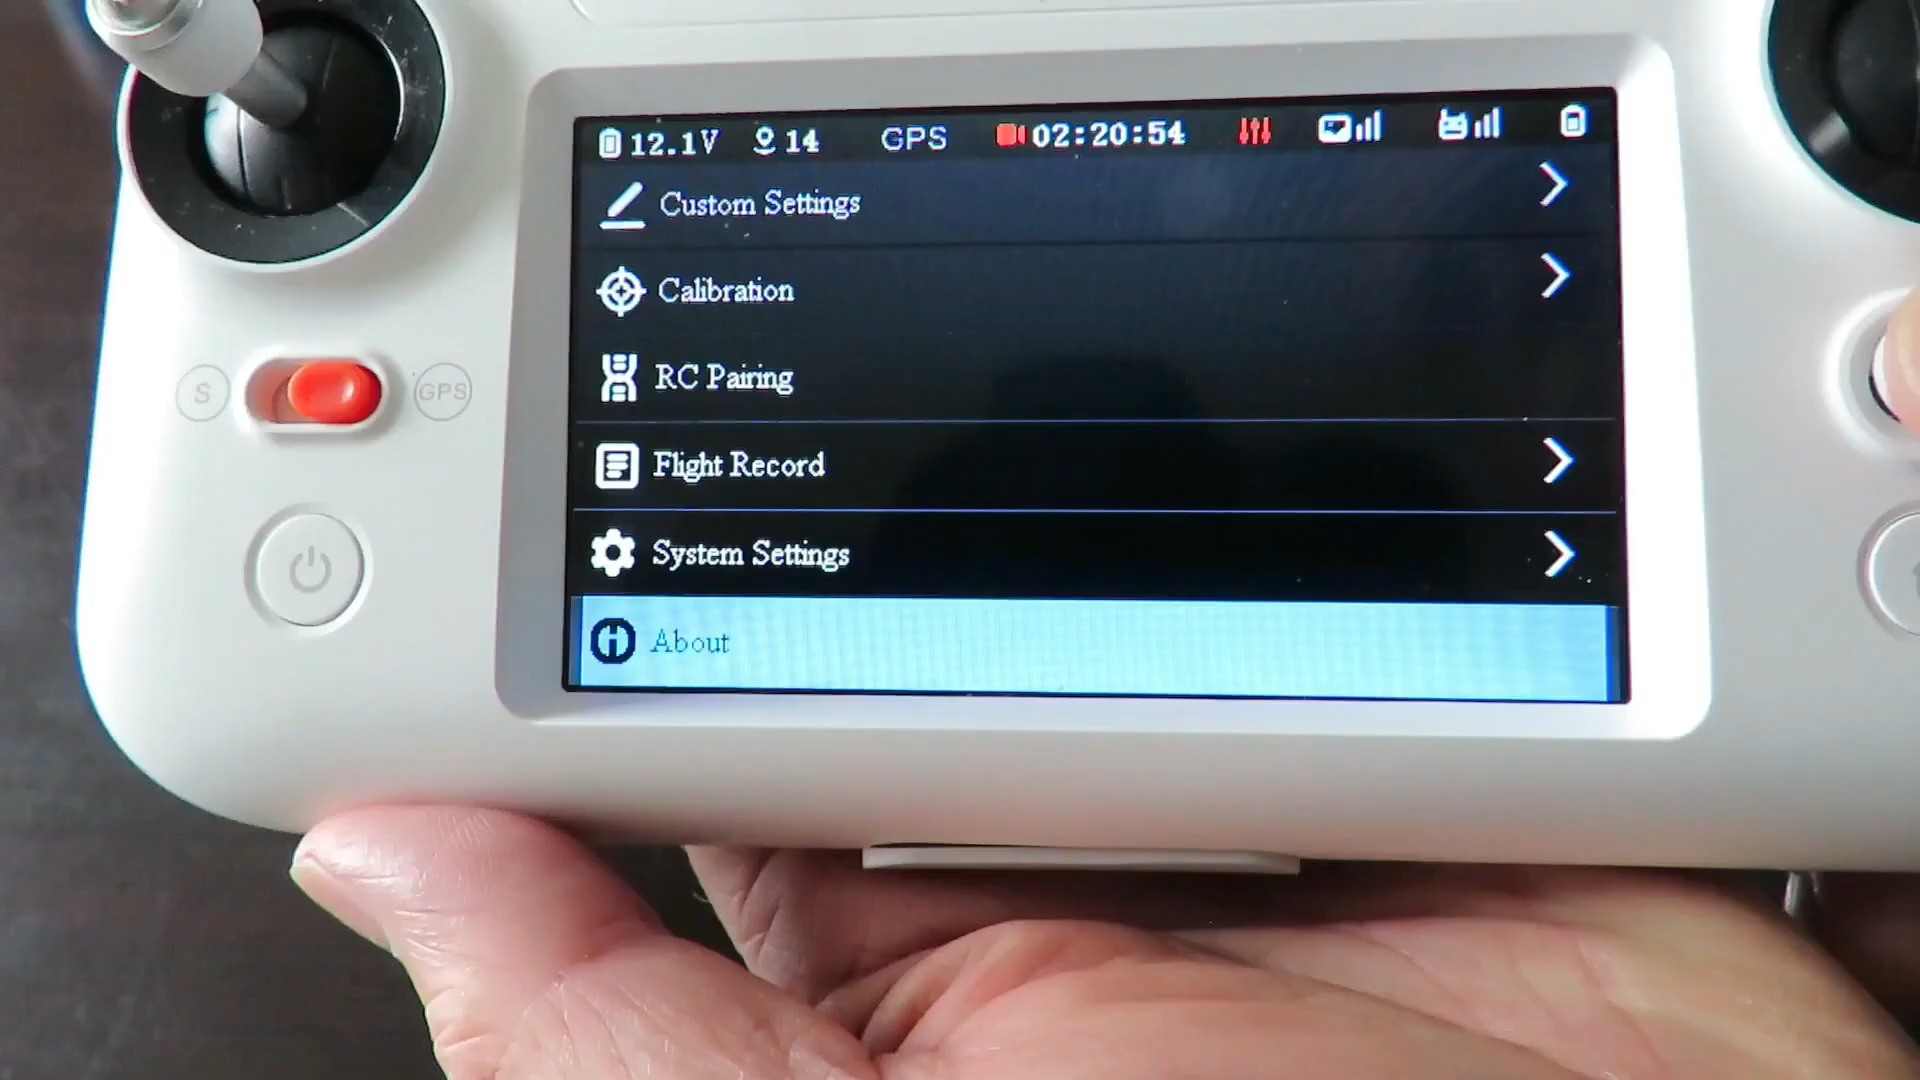 12.1V 14 GPS 02:20:54
Custom Settings
Calibration
RC Pairing
S GPS
Flight Record
System Settings
About